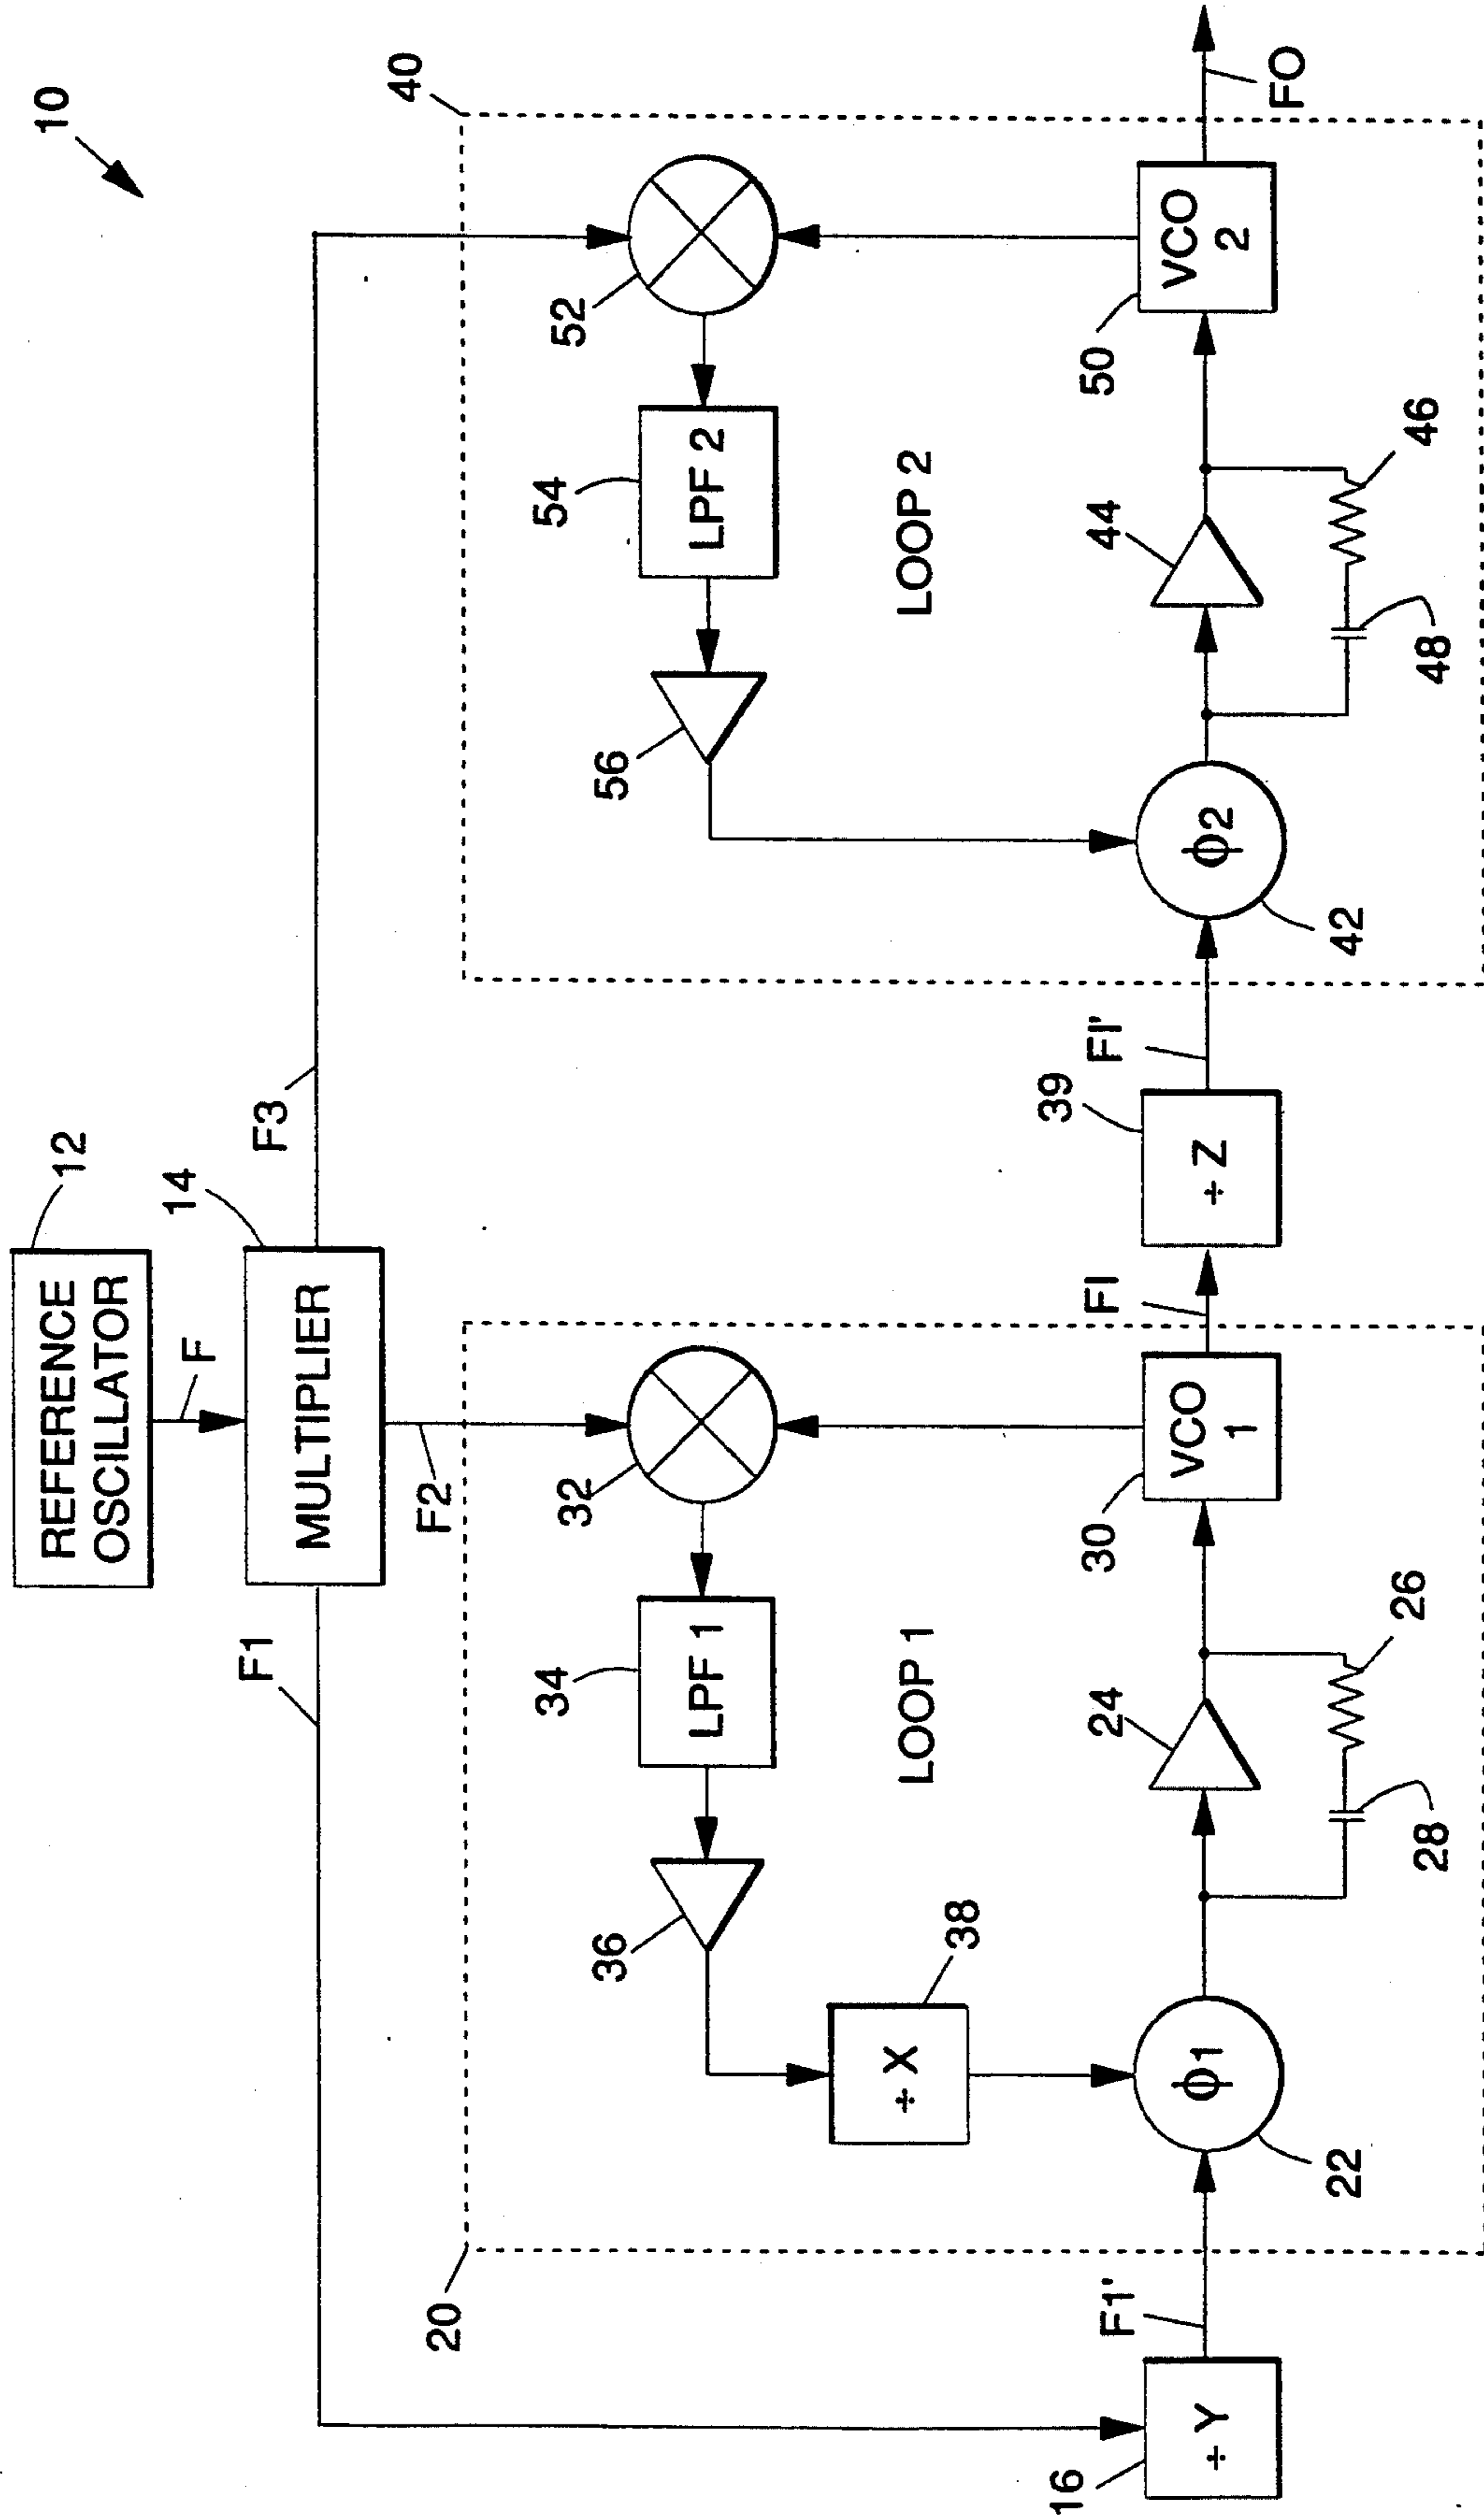 10
REFERENCE
OSCILLATOR
12
F
MULTIPLIER
14
F1
F2
F3
20
32
LPF 1
34
36
÷ X
38
LOOP 1
÷ Y
16
F1'
ϕ1
22
24
26
28
VCO
1
30
FI
÷ Z
39
FI'
40
52
LPF 2
54
56
LOOP 2
ϕ2
42
44
46
48
VCO
2
50
FO